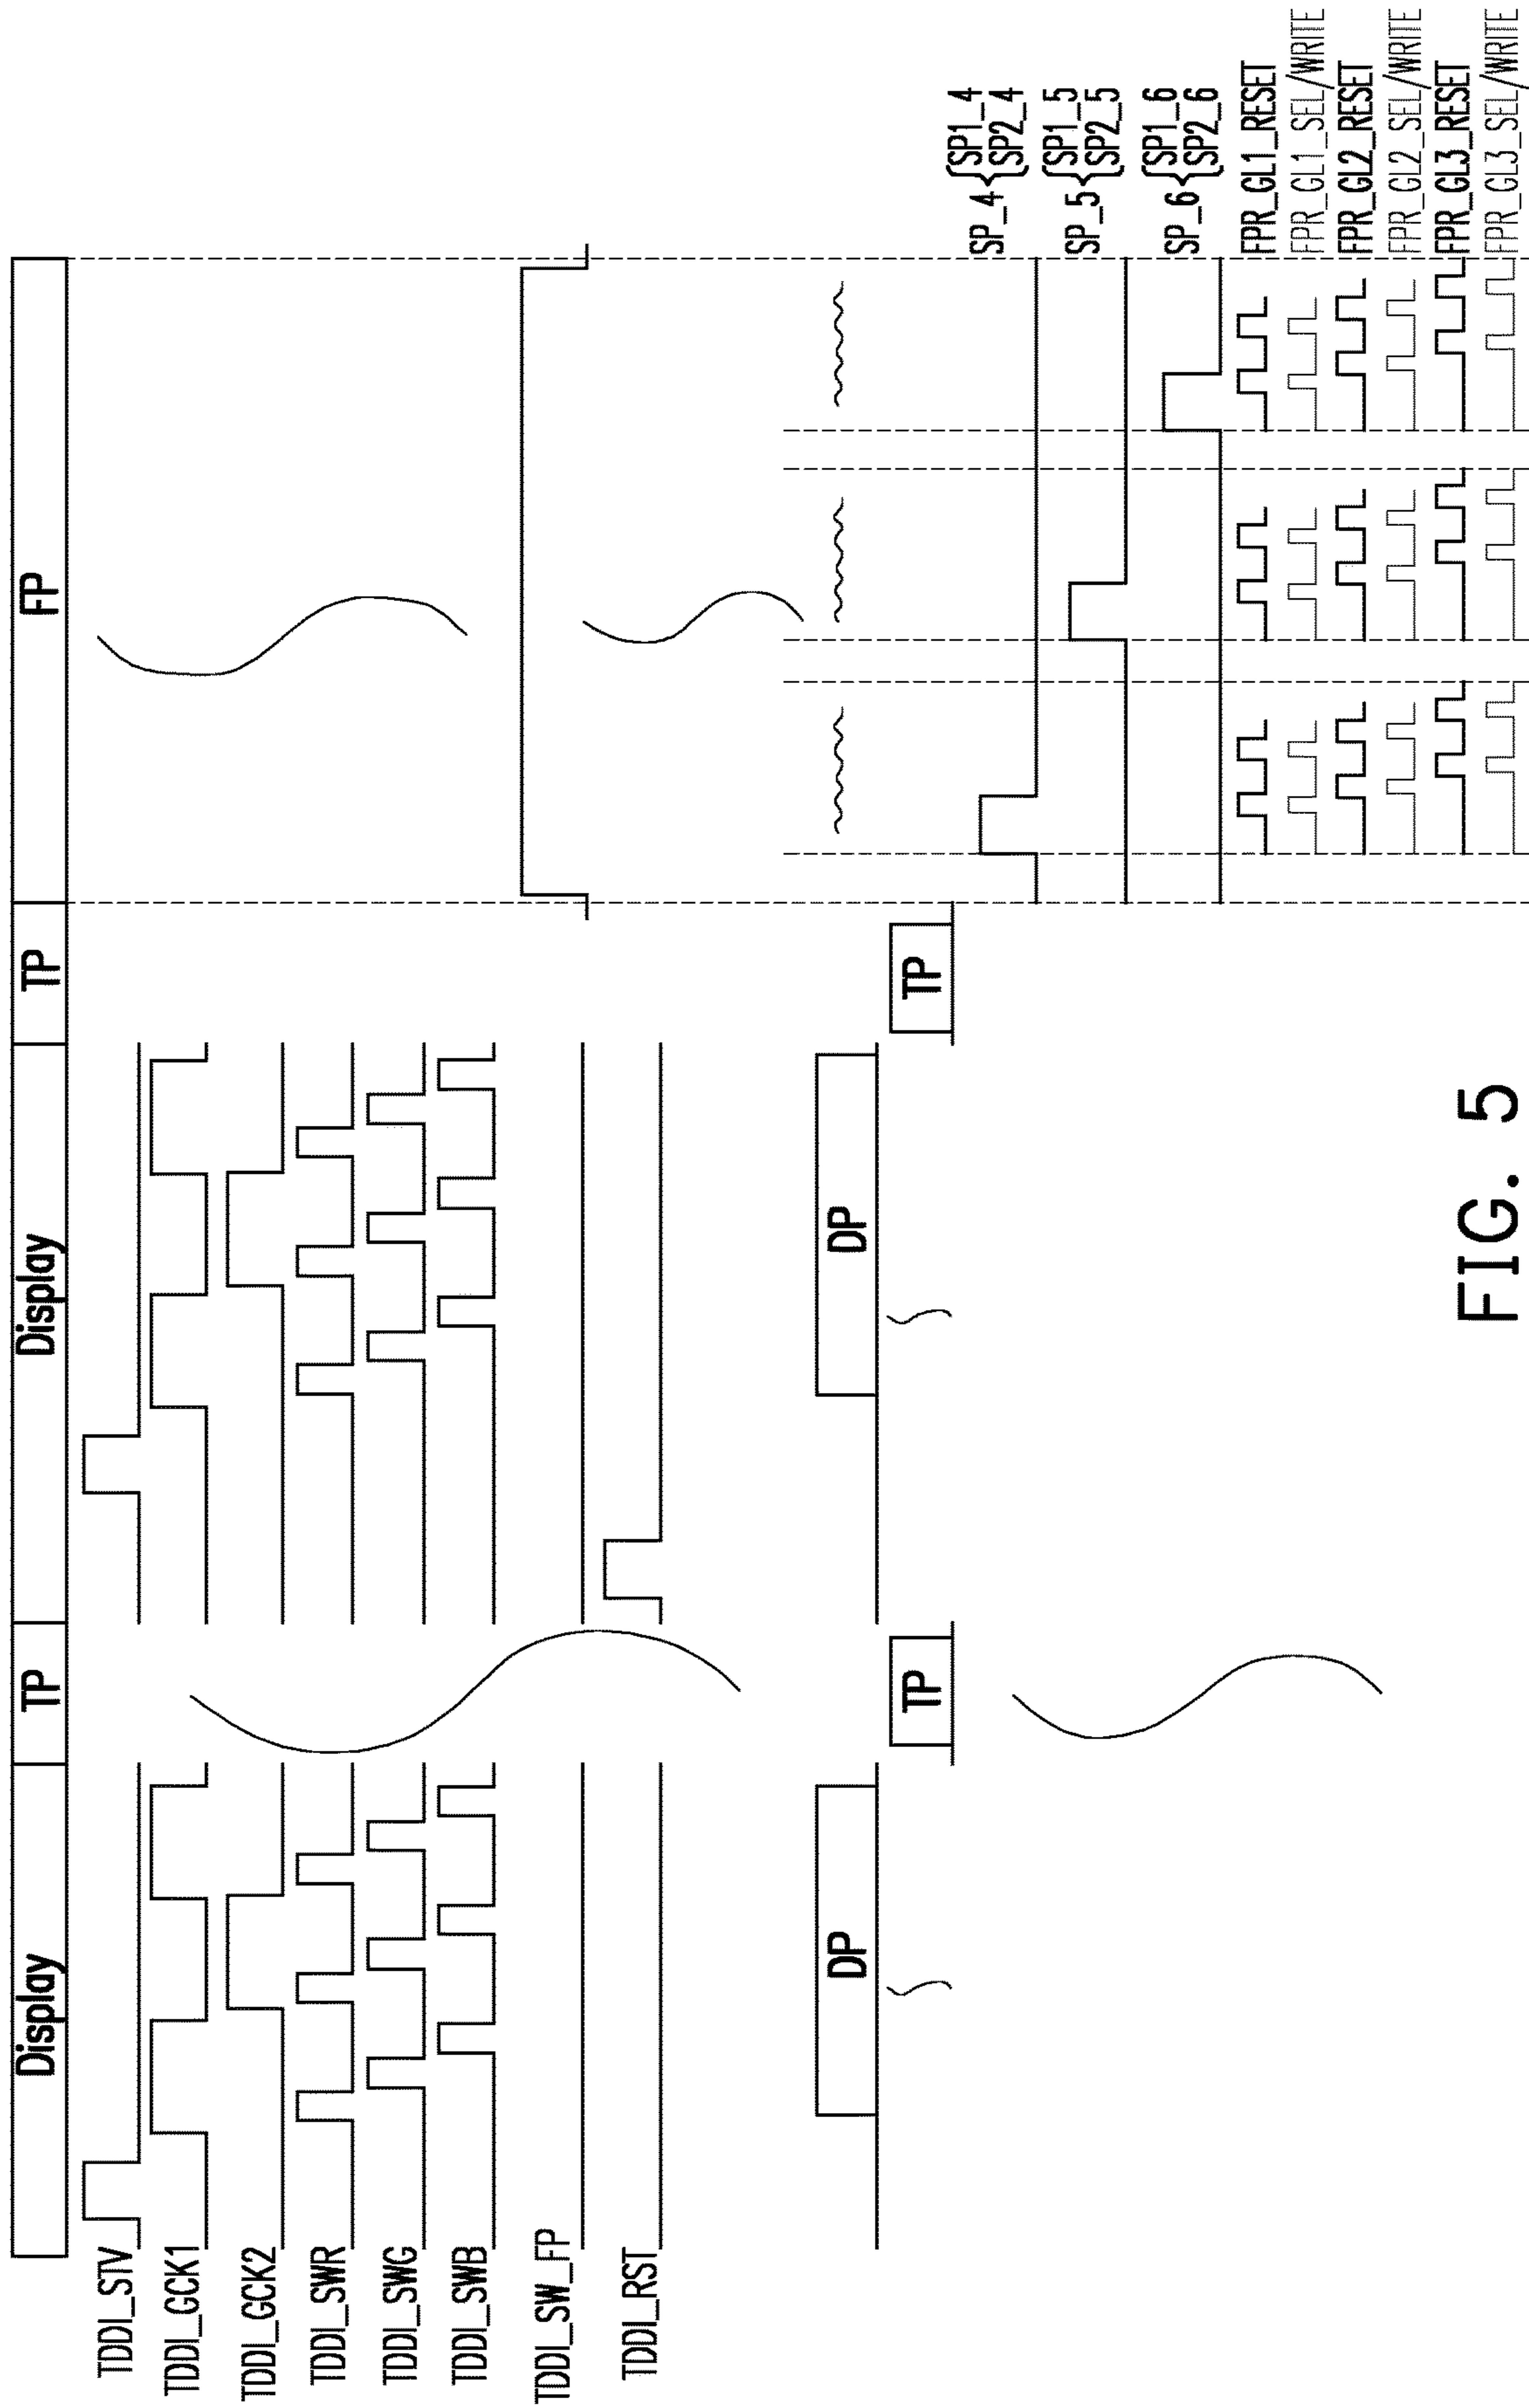 Display TP Display TP FP
TDDI_STV
TDDI_GCK1
TDDI_GCK2
TDDI_SWR
TDDI_SWG
TDDI_SWB
TDDI_SW_FP
TDDI_RST
DP DP
TP TP
SP_4 { SP1_4
SP2_4
SP_5 { SP1_5
SP2_5
SP_6 { SP1_6
SP2_6
FPR_GL1_RESET
FPR_GL1_SEL/WRITE
FPR_GL2_RESET
FPR_GL2_SEL/WRITE
FPR_GL3_RESET
FPR_GL3_SEL/WRITE
FIG. 5